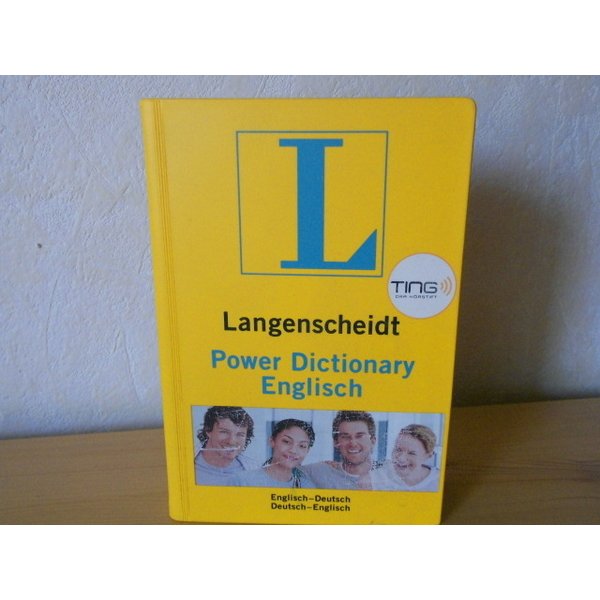 L
TING
DER HÖRSTIFT
Langenscheidt
Power Dictionary
Englisch
Englisch–Deutsch
Deutsch–Englisch